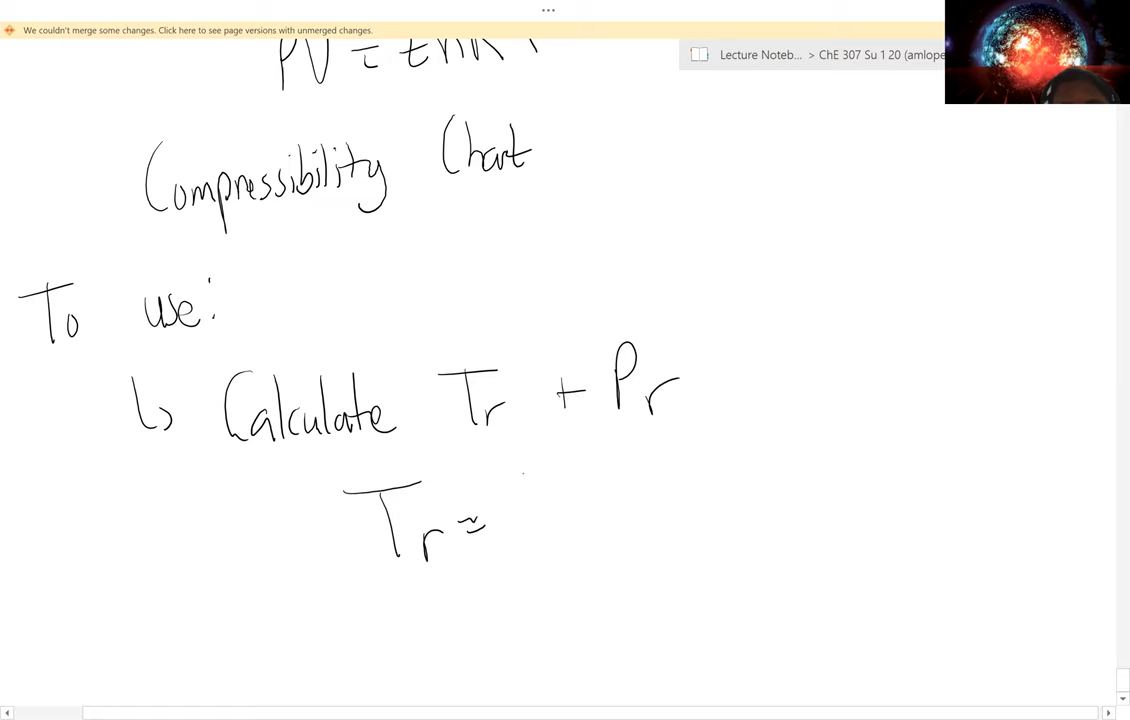 We couldn't merge some changes. Click here to see page versions with unmerged changes.
Lecture Noteb... > ChE 307 Su 1 20 (amlope
PV = znRT
Compressibility Chart
To use:
↳ Calculate Tr + Pr
Tr =